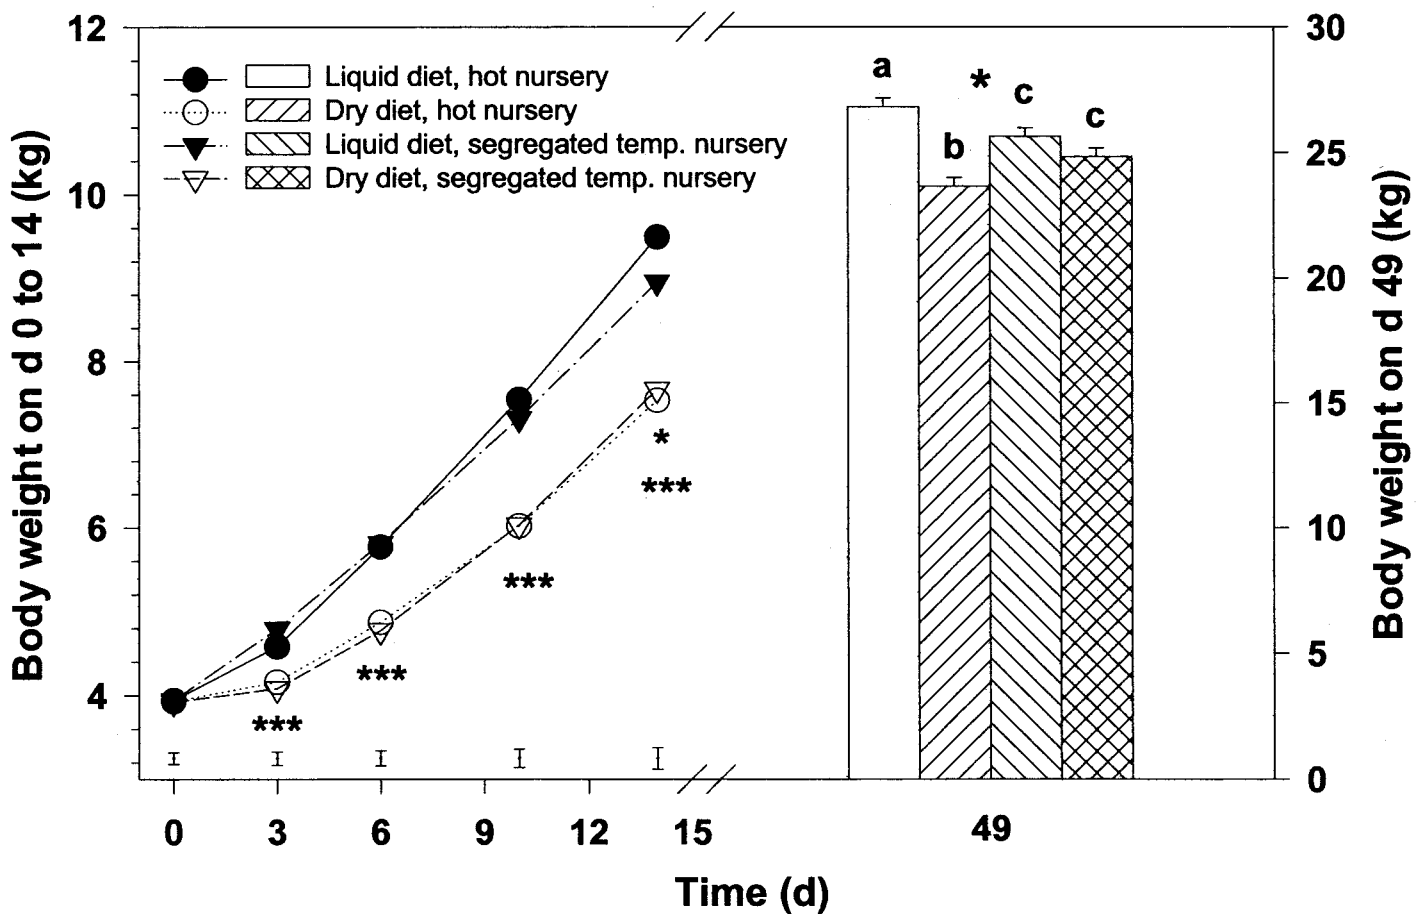 12
10
8
6
4
Body weight on d 0 to 14 (kg)
Liquid diet, hot nursery
Dry diet, hot nursery
Liquid diet, segregated temp. nursery
Dry diet, segregated temp. nursery
***
***
***
*
***
a
b
*
c
c
30
25
20
15
10
5
0
Body weight on d 49 (kg)
0 3 6 9 12 15 49
Time (d)